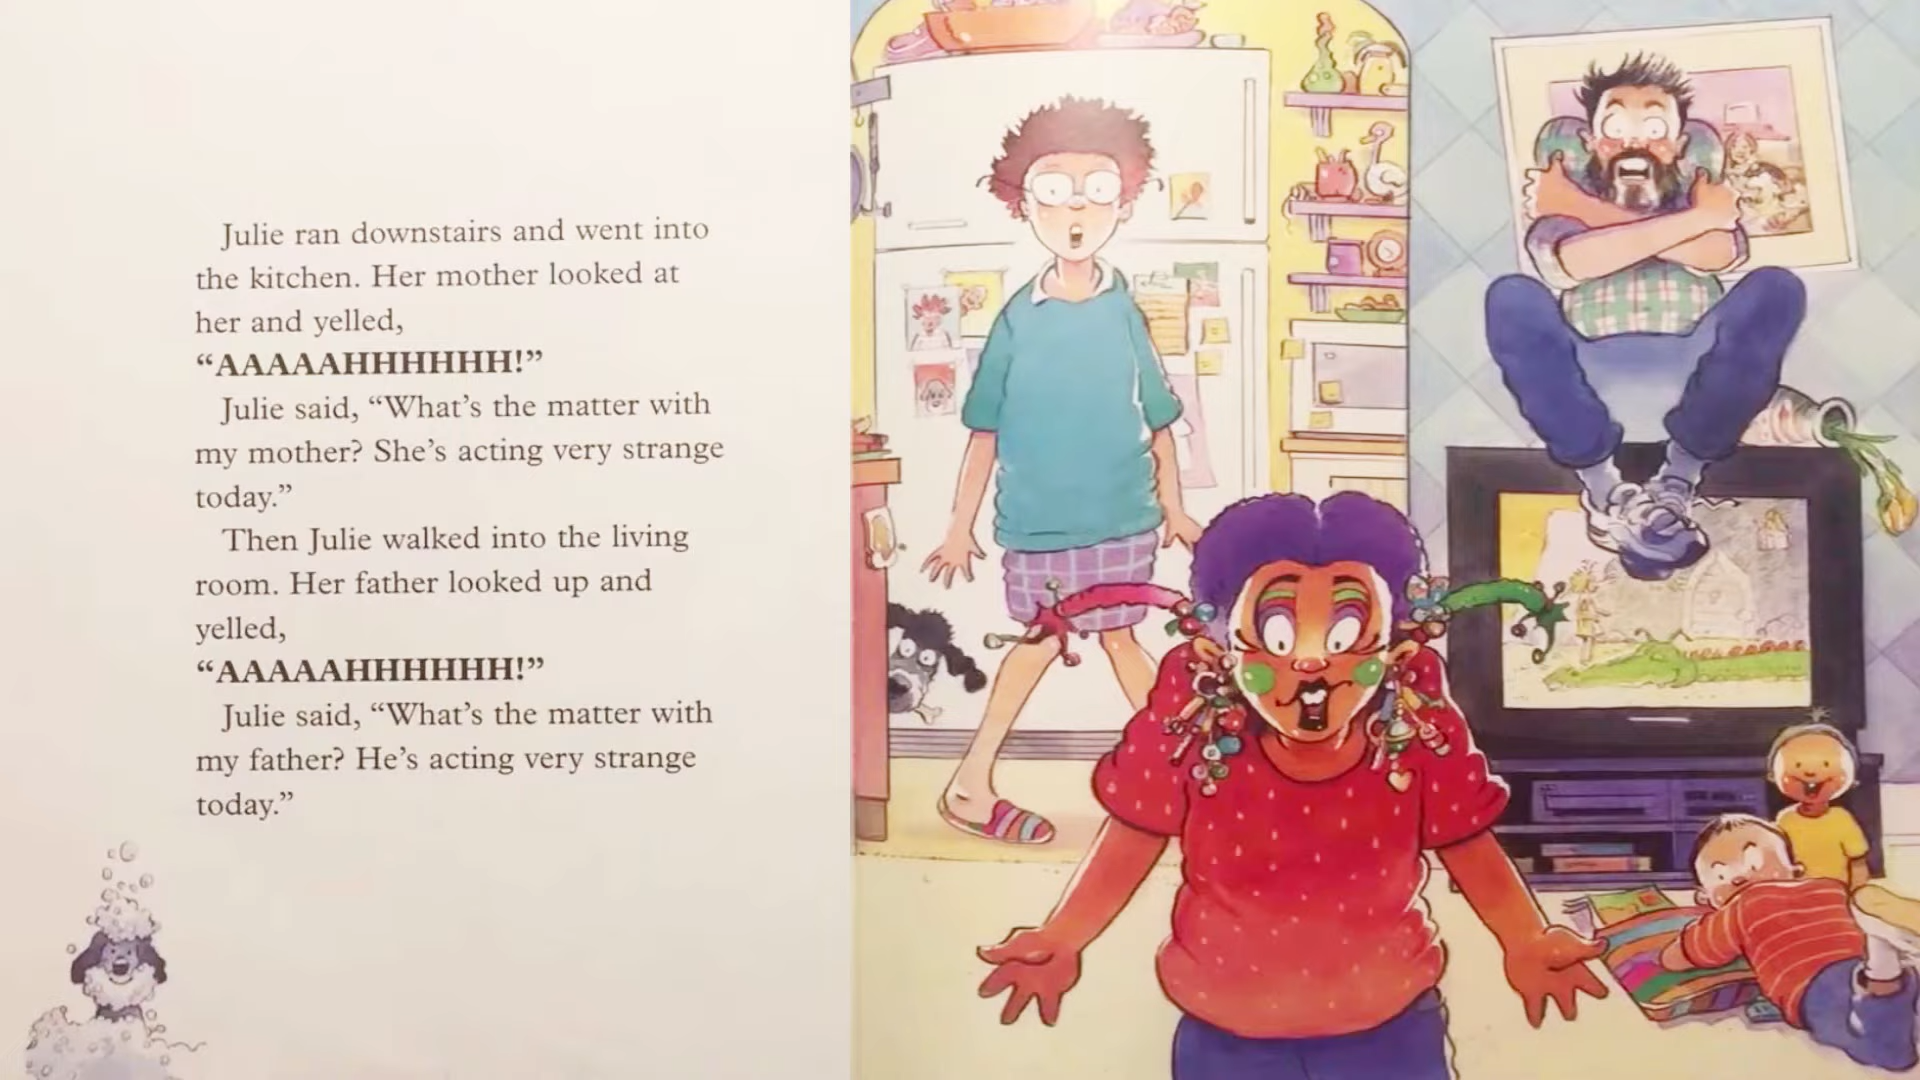 Julie ran downstairs and went into
the kitchen. Her mother looked at
her and yelled,
“AAAAAHHHHHH!”
Julie said, “What’s the matter with
my mother? She’s acting very strange
today.”
Then Julie walked into the living
room. Her father looked up and
yelled,
“AAAAAHHHHHH!”
Julie said, “What’s the matter with
my father? He’s acting very strange
today.”